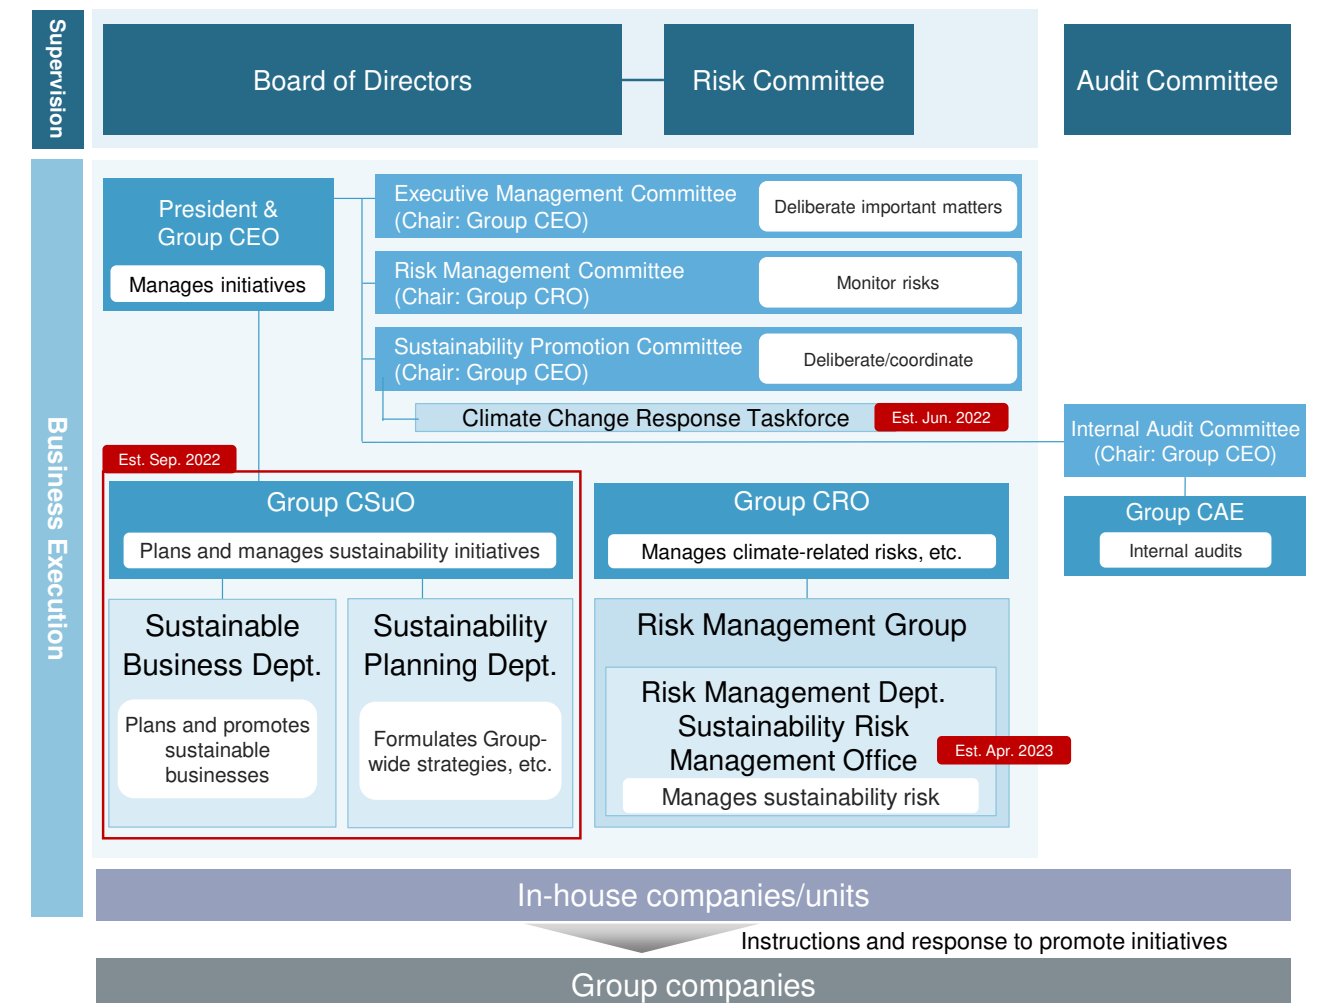 Supervision
Board of Directors
Risk Committee
Audit Committee
Business Execution
President &
Group CEO
Manages initiatives
Executive Management Committee
(Chair: Group CEO)
Deliberate important matters
Risk Management Committee
(Chair: Group CRO)
Monitor risks
Sustainability Promotion Committee
(Chair: Group CEO)
Deliberate/coordinate
Climate Change Response Taskforce
Est. Jun. 2022
Internal Audit Committee
(Chair: Group CEO)
Group CAE
Internal audits
Est. Sep. 2022
Group CSuO
Plans and manages sustainability initiatives
Group CRO
Manages climate-related risks, etc.
Sustainable
Business Dept.
Plans and promotes
sustainable
businesses
Sustainability
Planning Dept.
Formulates Group-
wide strategies, etc.
Risk Management Group
Risk Management Dept.
Sustainability Risk
Management Office
Est. Apr. 2023
Manages sustainability risk
In-house companies/units
Instructions and response to promote initiatives
Group companies